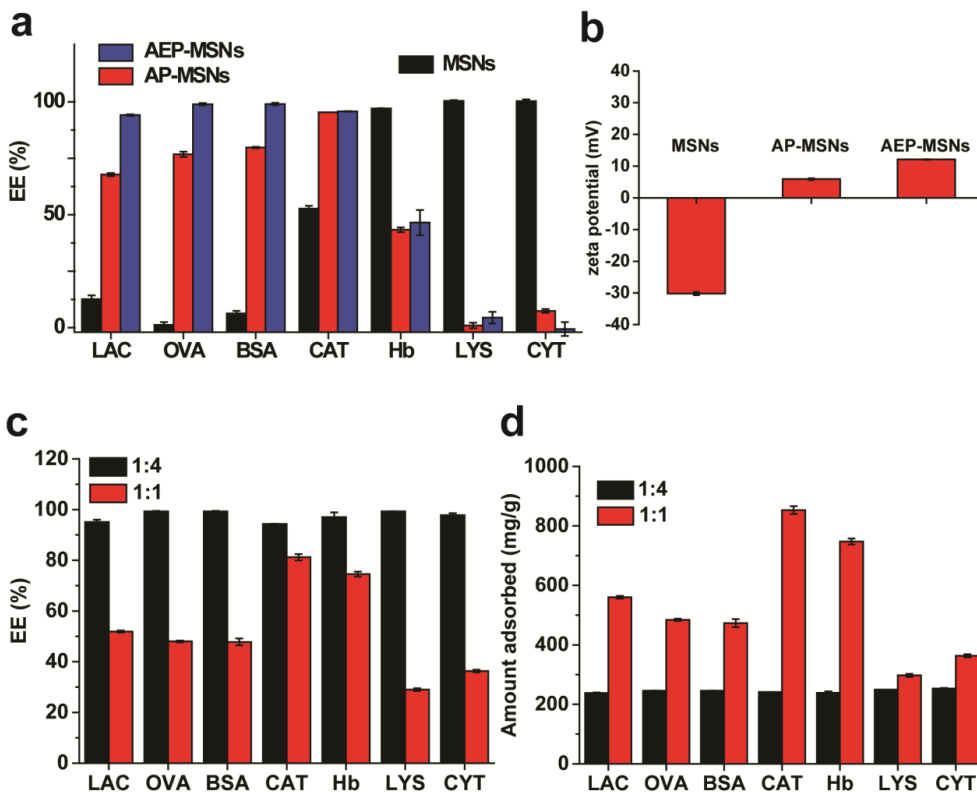 a
AEP-MSNs
AP-MSNs
MSNs
EE (%)
100
50
0
LAC OVA BSA CAT Hb LYS CYT
b
zeta potential (mV)
40
30
20
10
0
-10
-20
-30
-40
MSNs AP-MSNs AEP-MSNs
c
1:4
1:1
EE (%)
120
100
80
60
40
20
0
LAC OVA BSA CAT Hb LYS CYT
d
1:4
1:1
Amount adsorbed (mg/g)
1000
800
600
400
200
0
LAC OVA BSA CAT Hb LYS CYT